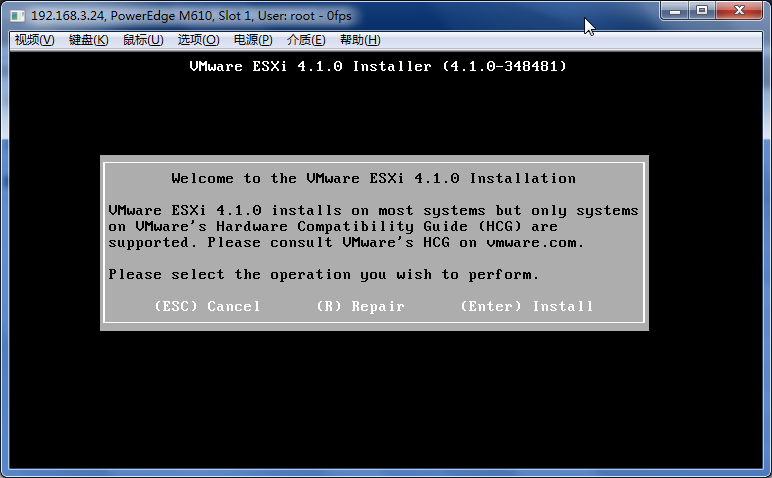 192.168.3.24, PowerEdge M610, Slot 1, User: root - 0fps
视频(V) 键盘(K) 鼠标(U) 选项(O) 电源(P) 介质(E) 帮助(H)
VMware ESXi 4.1.0 Installer (4.1.0-348481)
Welcome to the VMware ESXi 4.1.0 Installation
VMware ESXi 4.1.0 installs on most systems but only systems
on VMware's Hardware Compatibility Guide (HCG) are
supported. Please consult VMware's HCG on vmware.com.
Please select the operation you wish to perform.
(ESC) Cancel (R) Repair (Enter) Install